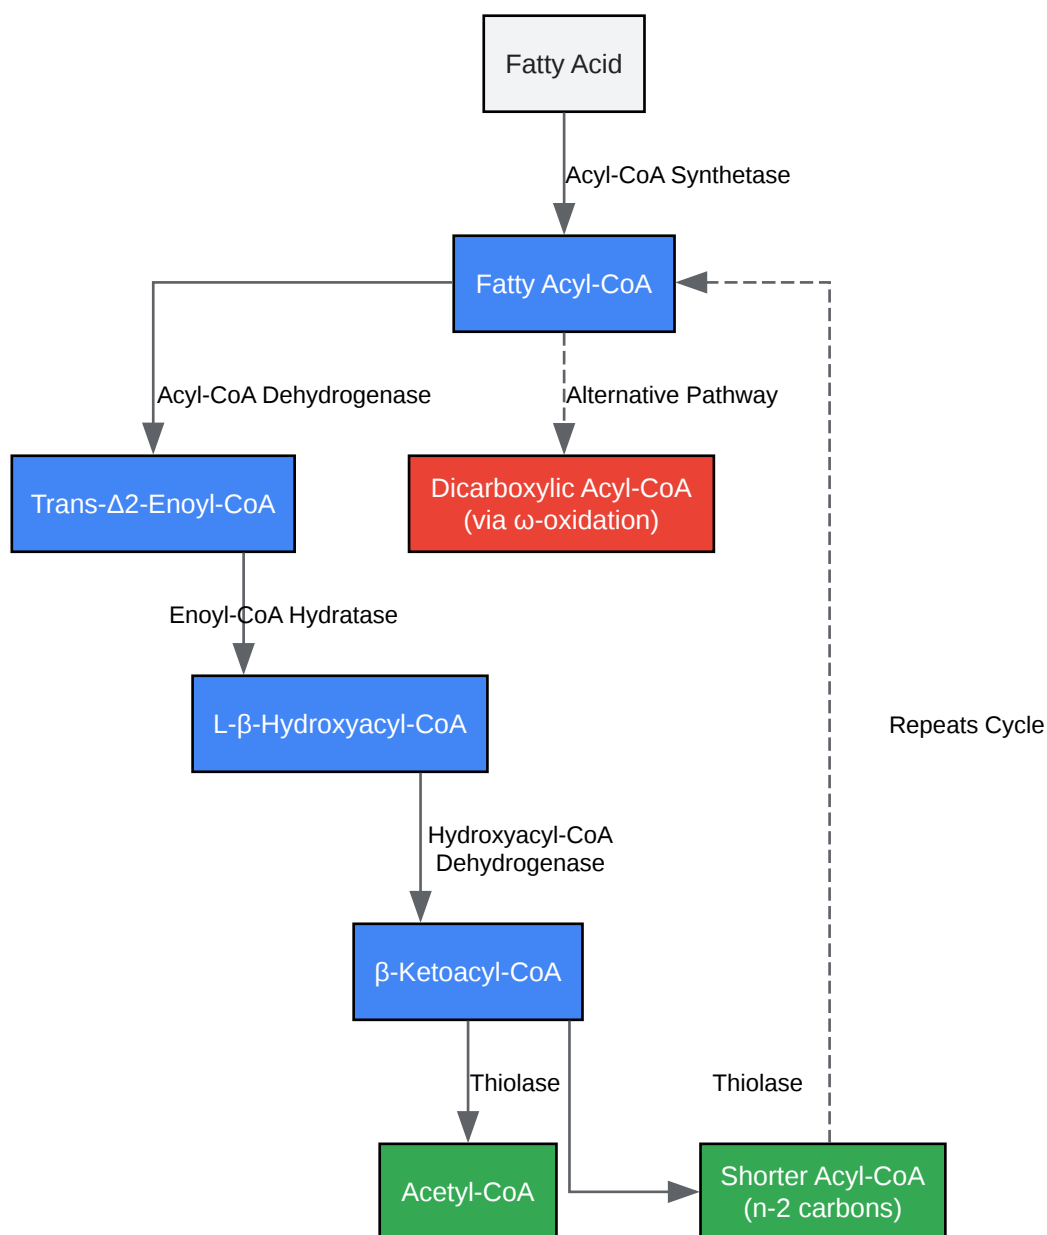 Fatty Acid
Acyl-CoA Synthetase
Fatty Acyl-CoA
Acyl-CoA Dehydrogenase
Alternative Pathway
Trans-Δ2-Enoyl-CoA
Dicarboxylic Acyl-CoA
(via ω-oxidation)
Enoyl-CoA Hydratase
L-β-Hydroxyacyl-CoA
Repeats Cycle
Hydroxyacyl-CoA
Dehydrogenase
β-Ketoacyl-CoA
Thiolase
Thiolase
Acetyl-CoA
Shorter Acyl-CoA
(n-2 carbons)